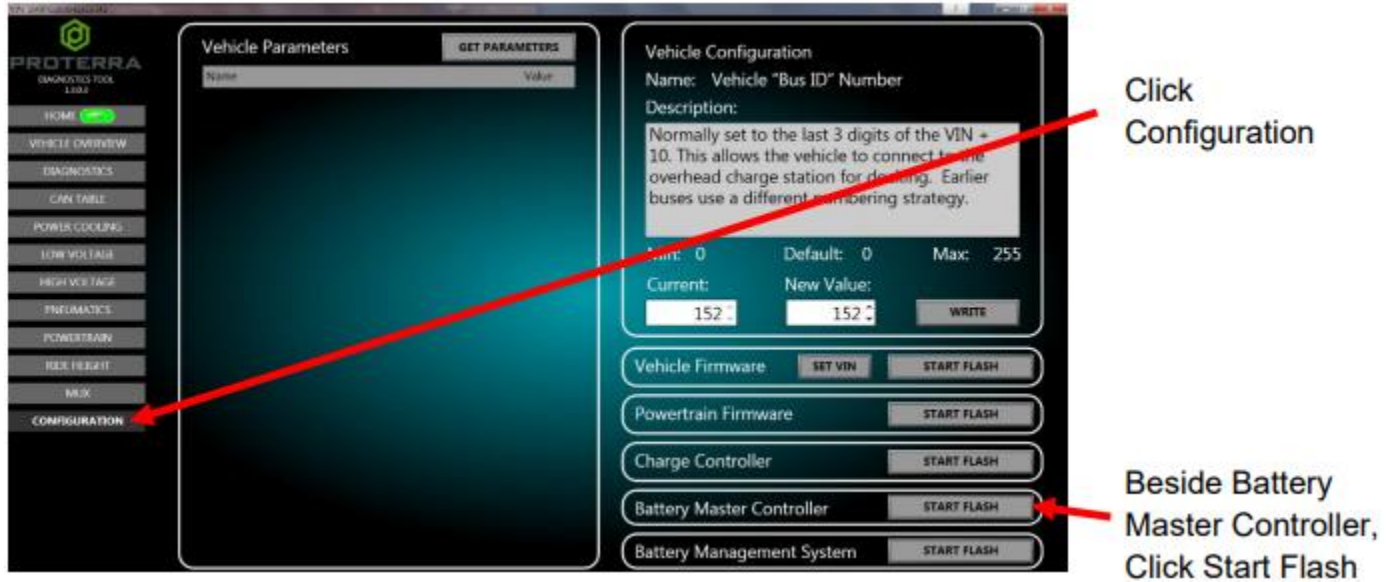 PROTERRA
DIAGNOSTICS TOOL
HOME
VEHICLE OVERVIEW
DIAGNOSTICS
CAN TABLE
POWER COOLING
LOW VOLTAGE
HIGH VOLTAGE
PNEUMATICS
POWERTRAIN
RIDE HEIGHT
MUX
CONFIGURATION
Vehicle Parameters GET PARAMETERS
Name Value
Vehicle Configuration
Name: Vehicle "Bus ID" Number
Description:
Normally set to the last 3 digits of the VIN +
10. This allows the vehicle to connect to the
overhead charge station for docking. Earlier
buses use a different numbering strategy.
Min: 0 Default: 0 Max: 255
Current: New Value:
152 152 WRITE
Vehicle Firmware SET VIN START FLASH
Powertrain Firmware START FLASH
Charge Controller START FLASH
Battery Master Controller START FLASH
Battery Management System START FLASH
Click
Configuration
Beside Battery
Master Controller,
Click Start Flash